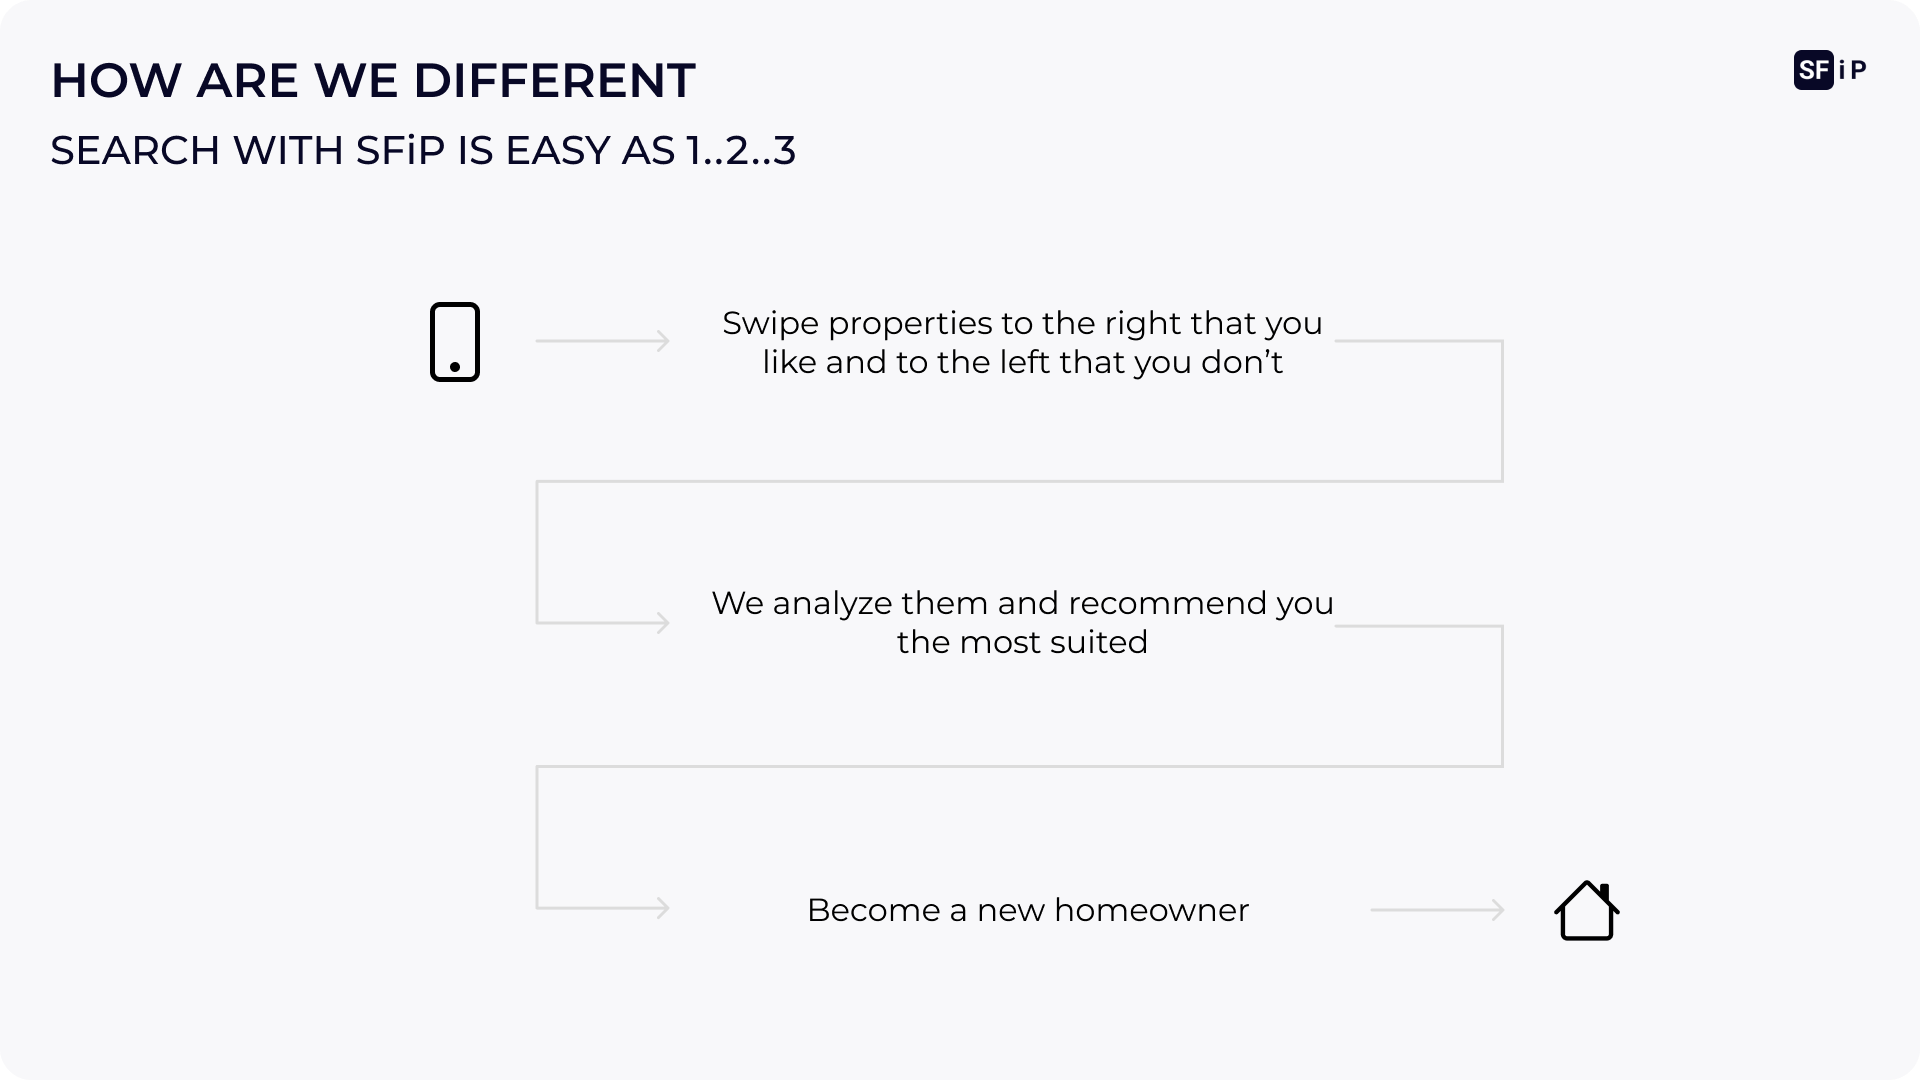 HOW ARE WE DIFFERENT
SFiP
SEARCH WITH SFiP IS EASY AS 1..2..3
Swipe properties to the right that you
like and to the left that you don’t
We analyze them and recommend you
the most suited
Become a new homeowner